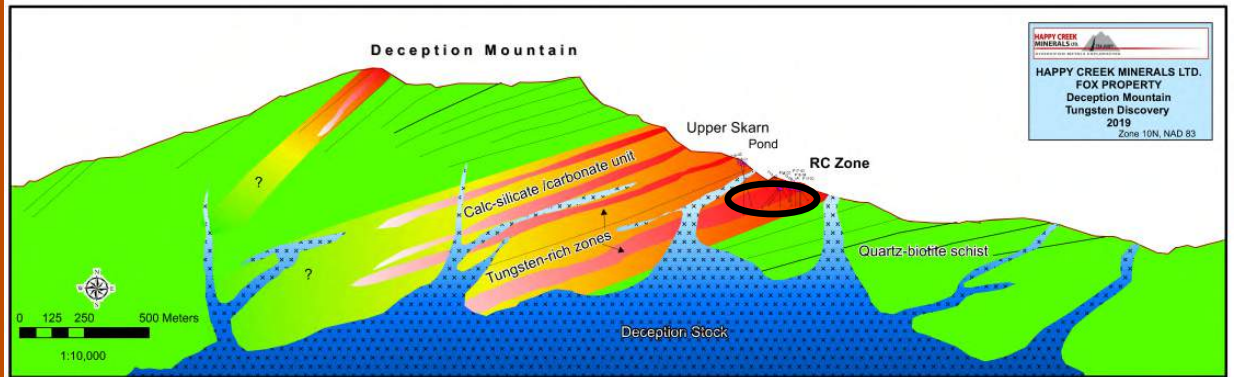 Deception Mountain
HAPPY CREEK
MINERALS LTD.
HAPPY CREEK MINERALS LTD.
FOX PROPERTY
Deception Mountain
Tungsten Discovery
2019
Zone 10N, NAD 83
Upper Skarn
Pond
RC Zone
?
Calc-silicate /carbonate unit
Tungsten-rich zones
Quartz-biotite schist
?
N
0 125 250 500 Meters
1:10,000
Deception Stock